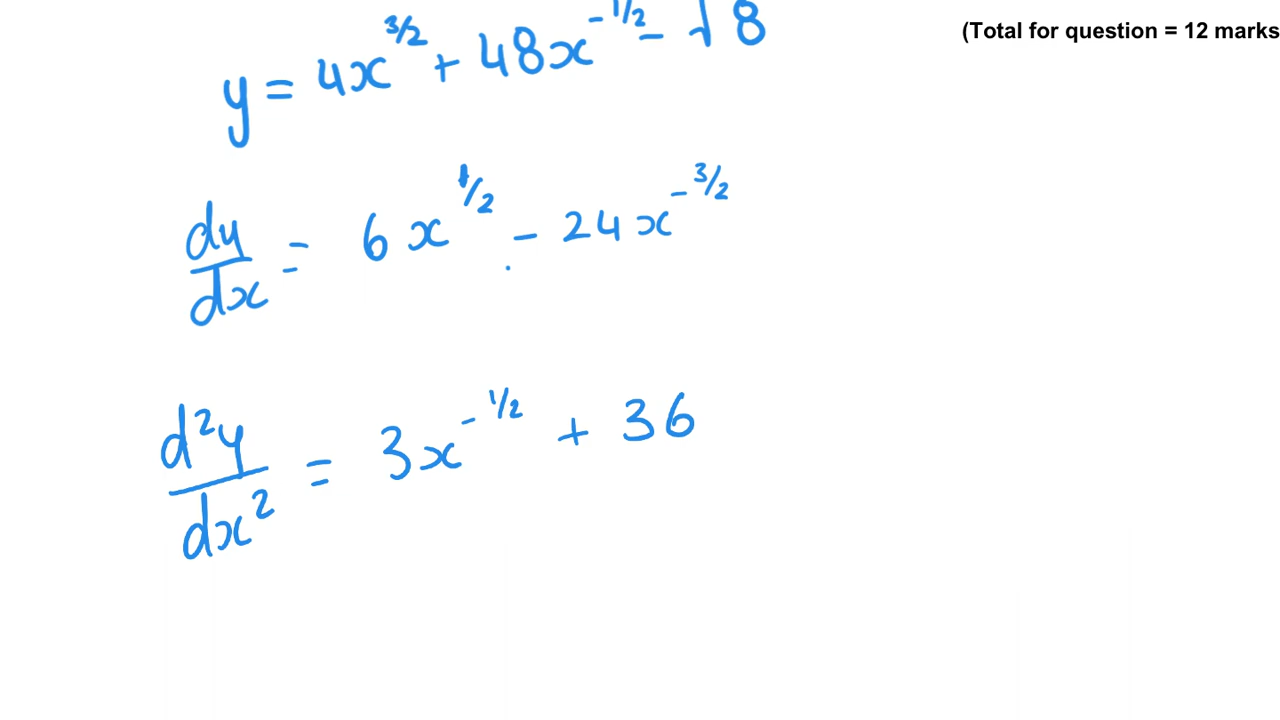 (Total for question = 12 marks
y = 4x^{3/2} + 48x^{-1/2} - √8
dy/dx = 6x^{1/2} - 24x^{-3/2}
d²y/dx² = 3x^{-1/2} + 36